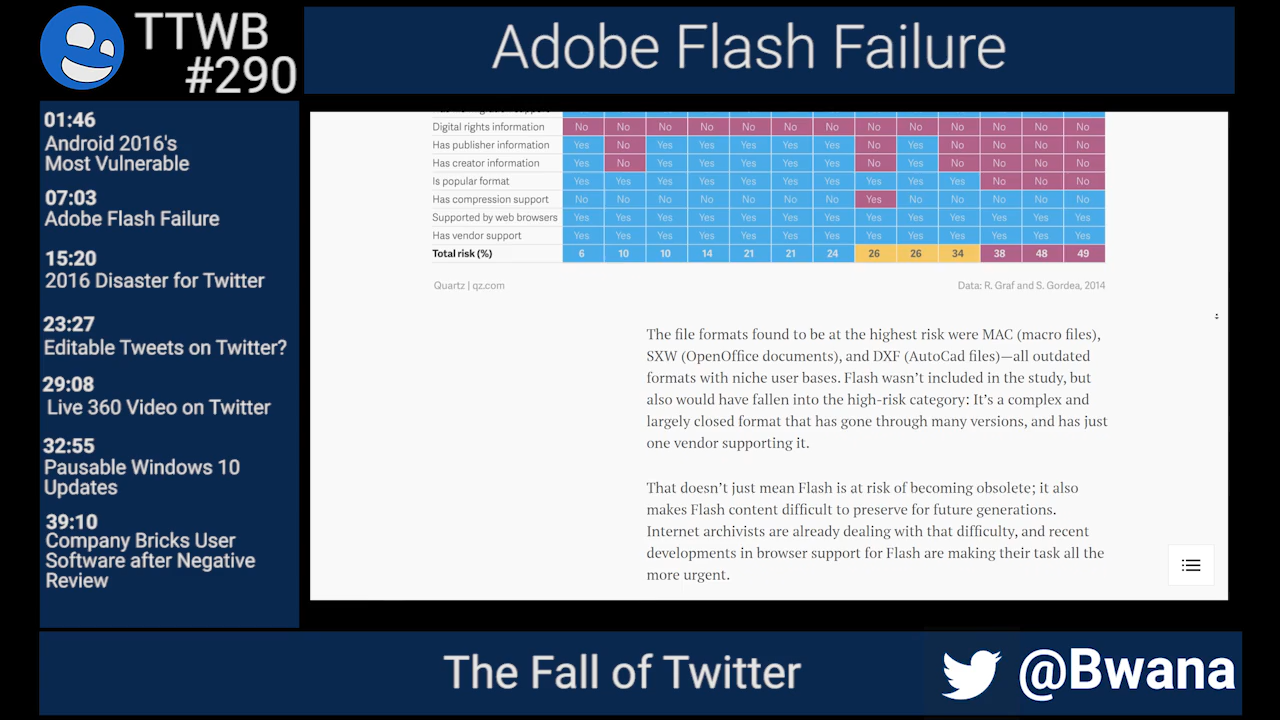 TTWB
#290
Adobe Flash Failure
01:46
Android 2016's
Most Vulnerable
07:03
Adobe Flash Failure
15:20
2016 Disaster for Twitter
23:27
Editable Tweets on Twitter?
29:08
Live 360 Video on Twitter
32:55
Pausable Windows 10
Updates
39:10
Company Bricks User
Software after Negative
Review
Digital rights information No No No No No No No No No No No No No
Has publisher information Yes No Yes Yes Yes Yes Yes No Yes No No No No
Has creator information Yes No Yes Yes Yes Yes Yes No Yes No No No No
Is popular format Yes Yes Yes Yes Yes Yes Yes Yes Yes Yes No No No
Has compression support No No No No No No No Yes No No No No No
Supported by web browsers Yes Yes Yes Yes Yes Yes Yes Yes Yes Yes Yes Yes Yes
Has vendor support Yes Yes Yes Yes Yes Yes Yes Yes Yes Yes Yes Yes Yes
Total risk (%) 6 10 10 14 21 21 24 26 26 34 38 48 49
Quartz | qz.com Data: R. Graf and S. Gordea, 2014
The file formats found to be at the highest risk were MAC (macro files),
SXW (OpenOffice documents), and DXF (AutoCad files)—all outdated
formats with niche user bases. Flash wasn't included in the study, but
also would have fallen into the high-risk category: It's a complex and
largely closed format that has gone through many versions, and has just
one vendor supporting it.
That doesn't just mean Flash is at risk of becoming obsolete; it also
makes Flash content difficult to preserve for future generations.
Internet archivists are already dealing with that difficulty, and recent
developments in browser support for Flash are making their task all the
more urgent.
The Fall of Twitter
@Bwana